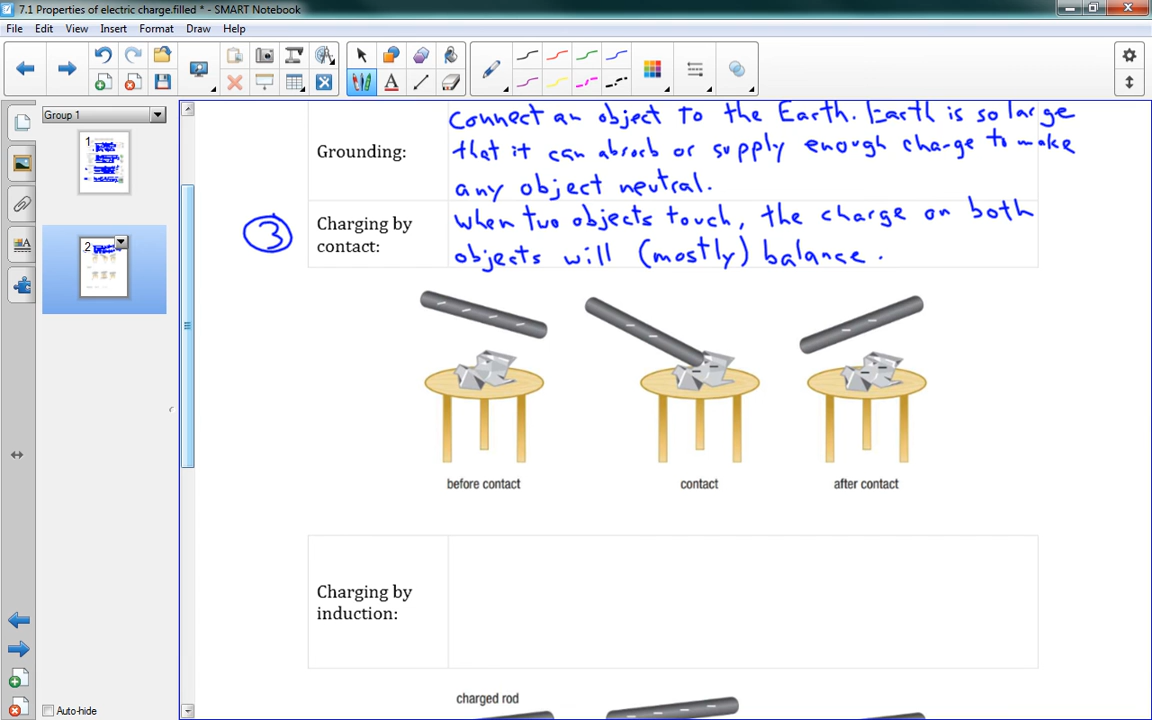 7.1 Properties of electric charge.filled * - SMART Notebook
File Edit View Insert Format Draw Help
Group 1
1
2
Connect an object to the Earth. Earth is so large
Grounding:
that it can absorb or supply enough charge to make
any object neutral.
3
Charging by
contact:
When two objects touch, the charge on both
objects will (mostly) balance.
before contact
contact
after contact
Charging by
induction:
charged rod
Auto-hide